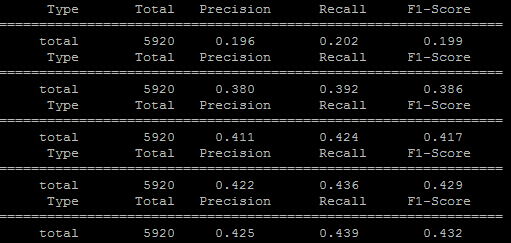 Type Total Precision Recall F1-Score
================================================================
total 5920 0.196 0.202 0.199
Type Total Precision Recall F1-Score
================================================================
total 5920 0.380 0.392 0.386
Type Total Precision Recall F1-Score
================================================================
total 5920 0.411 0.424 0.417
Type Total Precision Recall F1-Score
================================================================
total 5920 0.422 0.436 0.429
Type Total Precision Recall F1-Score
================================================================
total 5920 0.425 0.439 0.432